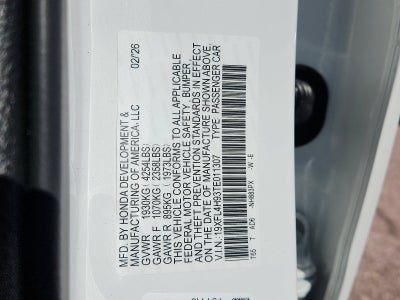 MFD BY HONDA DEVELOPMENT &
MANUFACTURING OF AMERICA, LLC 02/26
GVWR 1930KG (4254LBS)
GAWR F 1070KG (2358LBS)
GAWR R 895KG (1973LBS)
THIS VEHICLE CONFORMS TO ALL APPLICABLE
FEDERAL MOTOR VEHICLE SAFETY, BUMPER,
AND THEFT PREVENTION STANDARDS IN EFFECT
ON THE DATE OF MANUFACTURE SHOWN ABOVE.
V.I.N. 19XFL4H93TE011307 TYPE: PASSENGER CAR